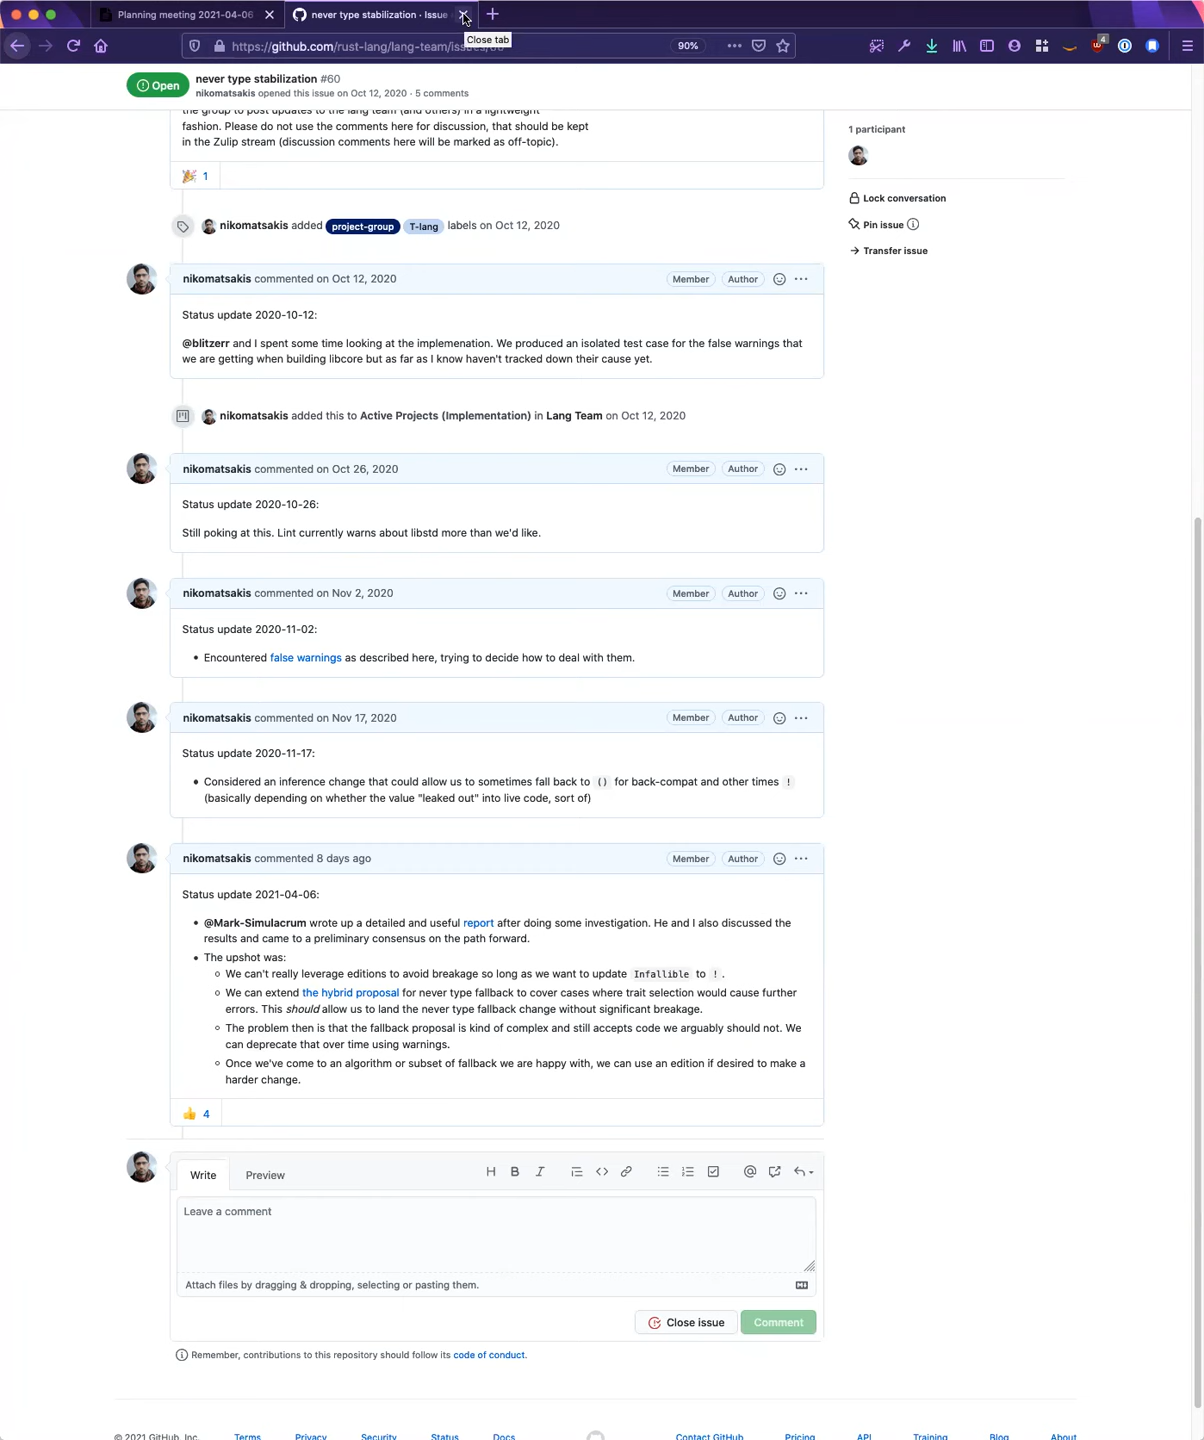 Planning meeting 2021-04-06
never type stabilization · Issue
Close tab
https://github.com/rust-lang/lang-team/issues/60
90%
4
Open
never type stabilization #60
nikomatsakis opened this issue on Oct 12, 2020 · 5 comments
the group to post updates to the lang team (and others) in a lightweight
fashion. Please do not use the comments here for discussion, that should be kept
in the Zulip stream (discussion comments here will be marked as off-topic).
1
1 participant
Lock conversation
Pin issue
Transfer issue
nikomatsakis added project-group T-lang labels on Oct 12, 2020
nikomatsakis commented on Oct 12, 2020 Member Author
Status update 2020-10-12:
@blitzerr and I spent some time looking at the implemenation. We produced an isolated test case for the false warnings that
we are getting when building libcore but as far as I know haven't tracked down their cause yet.
nikomatsakis added this to Active Projects (Implementation) in Lang Team on Oct 12, 2020
nikomatsakis commented on Oct 26, 2020 Member Author
Status update 2020-10-26:
Still poking at this. Lint currently warns about libstd more than we'd like.
nikomatsakis commented on Nov 2, 2020 Member Author
Status update 2020-11-02:
• Encountered false warnings as described here, trying to decide how to deal with them.
nikomatsakis commented on Nov 17, 2020 Member Author
Status update 2020-11-17:
• Considered an inference change that could allow us to sometimes fall back to () for back-compat and other times !
(basically depending on whether the value "leaked out" into live code, sort of)
nikomatsakis commented 8 days ago Member Author
Status update 2021-04-06:
• @Mark-Simulacrum wrote up a detailed and useful report after doing some investigation. He and I also discussed the
results and came to a preliminary consensus on the path forward.
• The upshot was:
○ We can't really leverage editions to avoid breakage so long as we want to update Infallible to !.
○ We can extend the hybrid proposal for never type fallback to cover cases where trait selection would cause further
errors. This should allow us to land the never type fallback change without significant breakage.
○ The problem then is that the fallback proposal is kind of complex and still accepts code we arguably should not. We
can deprecate that over time using warnings.
○ Once we've come to an algorithm or subset of fallback we are happy with, we can use an edition if desired to make a
harder change.
4
Write Preview
Leave a comment
Attach files by dragging & dropping, selecting or pasting them.
Close issue Comment
Remember, contributions to this repository should follow its code of conduct.
© 2021 GitHub, Inc. Terms Privacy Security Status Docs Contact GitHub Pricing API Training Blog About